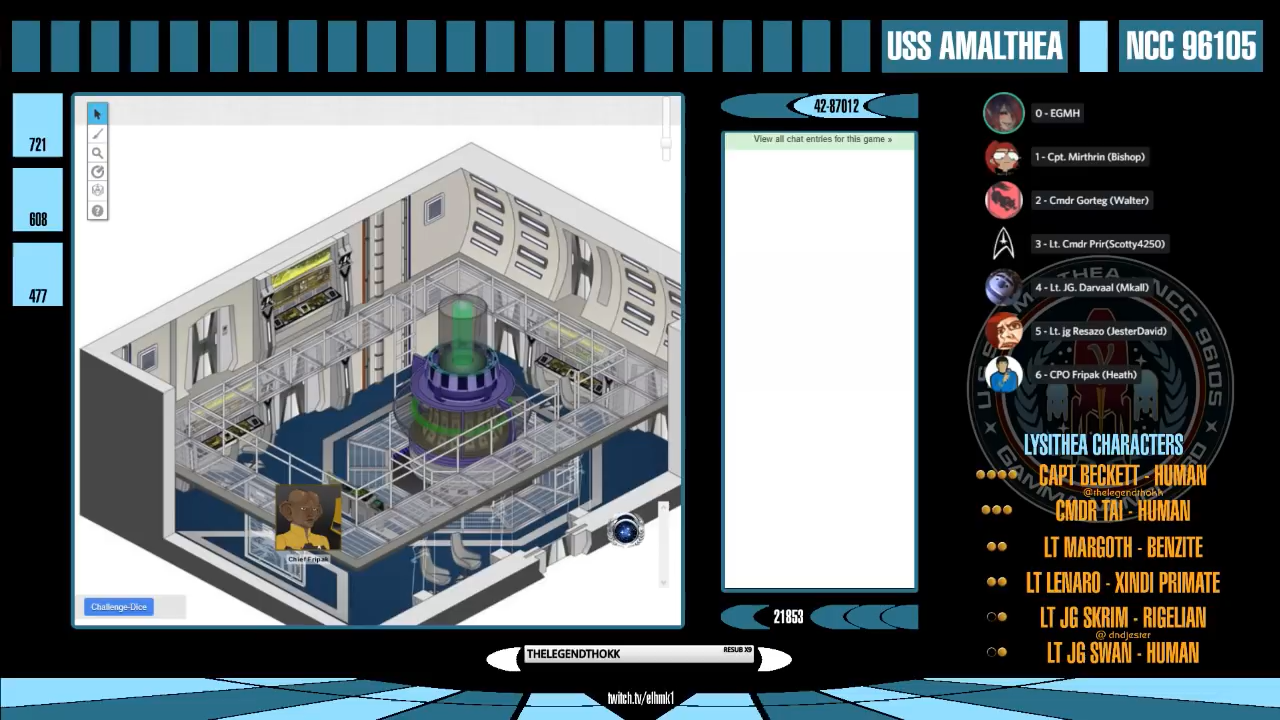 USS AMALTHEA
NCC 96105
721
608
477
42-87012
View all chat entries for this game »
0 - EGMH
1 - Cpt. Mirthrin (Bishop)
2 - Cmdr Gorteg (Walter)
3 - Lt. Cmdr Prir(Scotty4250)
4 - Lt. JG. Darvaal (Mkall)
5 - Lt. jg Resazo (JesterDavid)
6 - CPO Fripak (Heath)
LYSITHEA CHARACTERS
CAPT BECKETT - HUMAN
@thelegendthokk
CMDR TAI - HUMAN
LT MARGOTH - BENZITE
LT LENARO - XINDI PRIMATE
LT JG SKRIM - RIGELIAN
@dndjester
LT JG SWAN - HUMAN
Chief Fripak
Challenge-Dice
21853
THELEGENDTHOKK
RESUB X9
twitch.tv/elhmk1